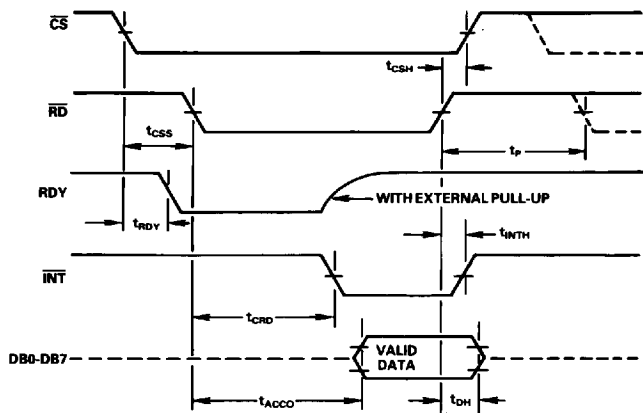 CS
tCSH
RD
tCSS
tP
RDY
WITH EXTERNAL PULL-UP
tRDY
tINTH
INT
tCRD
DB0-DB7
VALID
DATA
tACCO
tDH